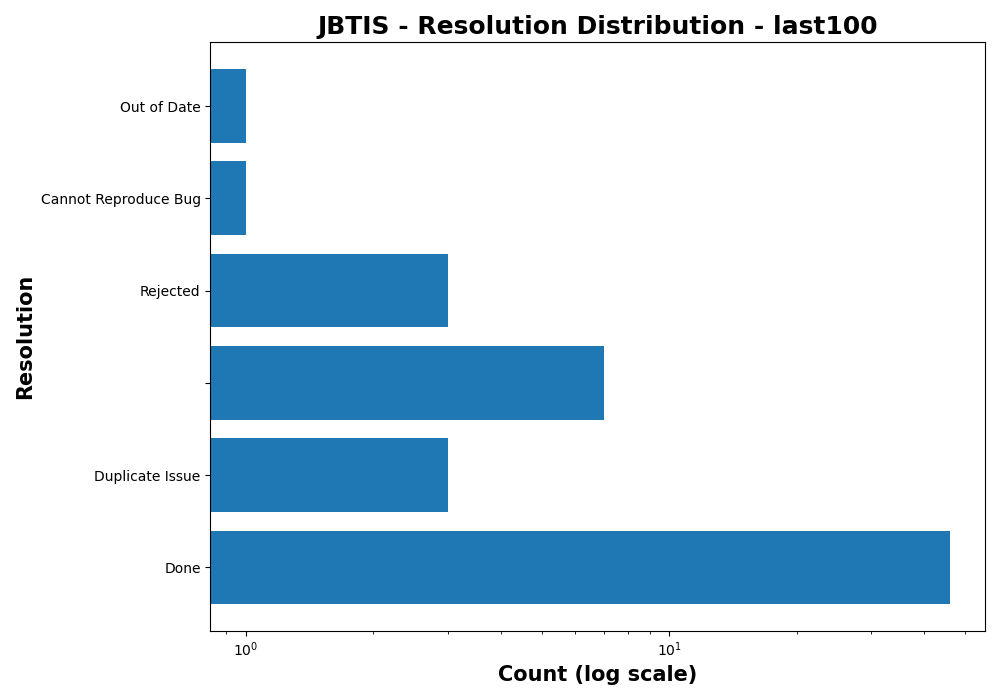 JBTIS - Resolution Distribution - last100
Out of Date
Cannot Reproduce Bug
Rejected
Duplicate Issue
Done
Resolution
10⁰
10¹
Count (log scale)